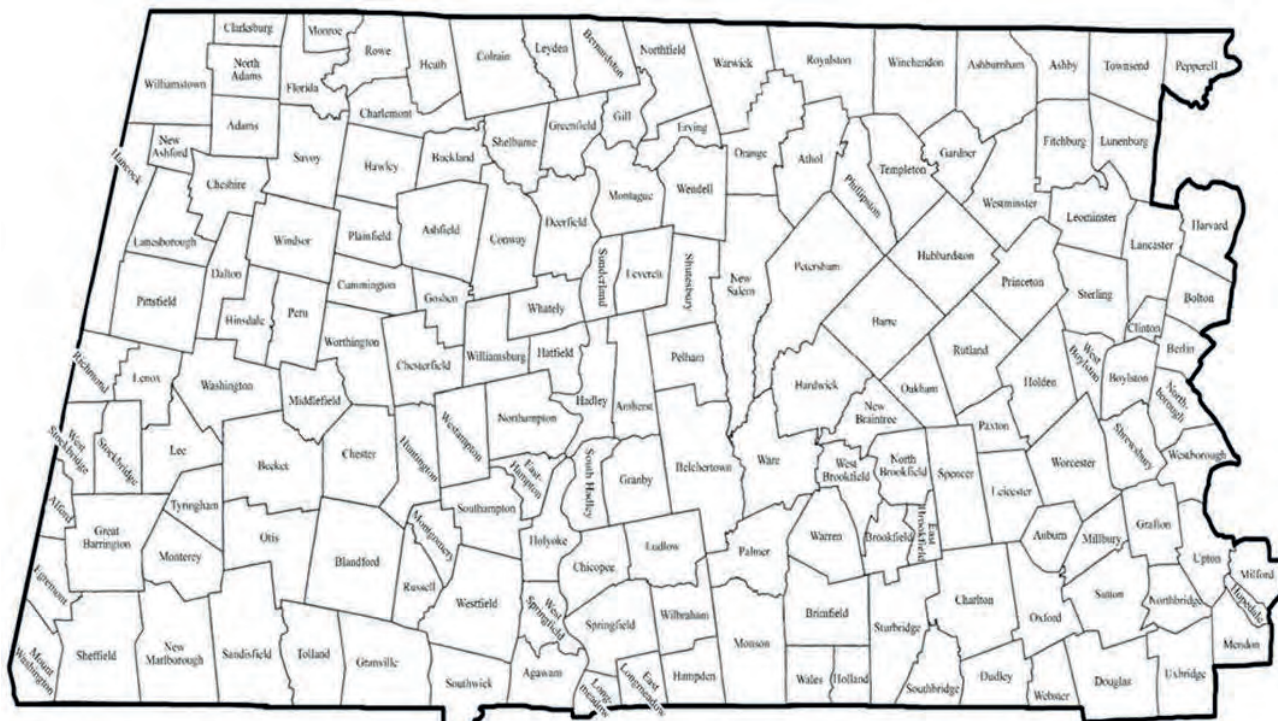 Clarksburg
Monroe
Rowe
Heath
Colrain
Leyden
Bernardston
Northfield
Warwick
Royalston
Winchendon
Ashburnham
Ashby
Townsend
Pepperell
Williamstown
North
Adams
Florida
Charlemont
Adams
Savoy
Hawley
Buckland
Shelburne
Greenfield
Gill
Erving
Orange
Athol
Phillipston
Templeton
Gardner
Westminster
Fitchburg
Lunenburg
Hancock
New
Ashford
Cheshire
Lanesborough
Windsor
Plainfield
Ashfield
Conway
Deerfield
Montague
Wendell
Leominster
Lancaster
Harvard
Pittsfield
Dalton
Hinsdale
Peru
Cummington
Goshen
Whately
Sunderland
Leverett
Shutesbury
New
Salem
Petersham
Hubbardston
Princeton
Sterling
Clinton
Bolton
Berlin
Richmond
Lenox
Washington
Middlefield
Worthington
Chesterfield
Williamsburg
Hatfield
Hadley
Amherst
Pelham
Hardwick
Barre
Oakham
Rutland
Holden
West
Boylston
Boylston
North-
borough
West
Stockbridge
Stockbridge
Lee
Becket
Chester
Huntington
Westampton
Northampton
East-
Hampton
South Hadley
Granby
Belchertown
Ware
New
Braintree
West
Brookfield
North
Brookfield
Spencer
Paxton
Leicester
Worcester
Shrewsbury
Westborough
Alford
Great
Barrington
Tyringham
Monterey
Otis
Blandford
Montgomery
Russell
Southampton
Holyoke
Chicopee
Ludlow
Palmer
Warren
Brookfield
East
Brookfield
Auburn
Millbury
Grafton
Upton
Milford
Hopedale
Mendon
Egremont
Mount
Washington
Sheffield
New
Marlborough
Sandisfield
Tolland
Granville
Westfield
Southwick
West
Springfield
Agawam
Springfield
Long-
meadow
East
Longmeadow
Wilbraham
Hampden
Monson
Brimfield
Wales
Holland
Sturbridge
Southbridge
Charlton
Dudley
Oxford
Webster
Sutton
Douglas
Northbridge
Uxbridge